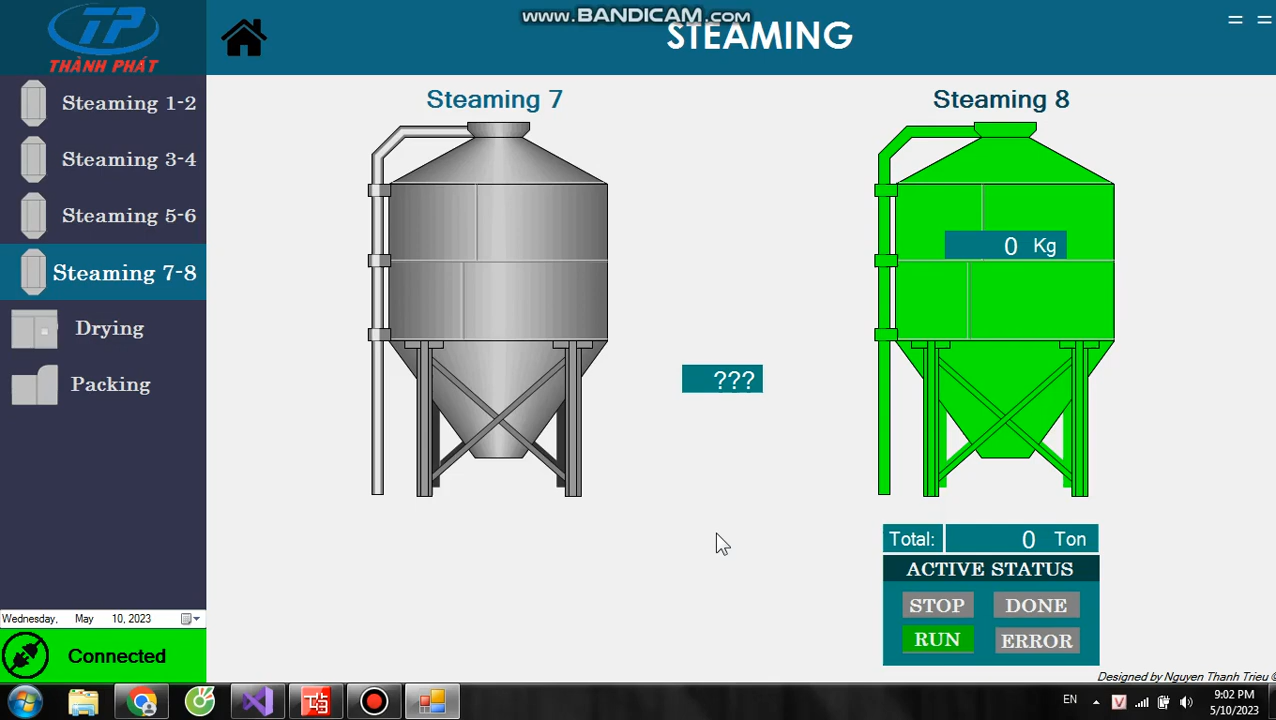 www.BANDICAM.com
TP
THÀNH PHÁT
STEAMING
Steaming 1-2
Steaming 3-4
Steaming 5-6
Steaming 7-8
Drying
Packing
Steaming 7
Steaming 8
0 Kg
???
Total: 0 Ton
ACTIVE STATUS
STOP DONE
RUN ERROR
Wednesday, May 10, 2023
Connected
Designed by Nguyen Thanh Trieu ©
EN
V
9:02 PM
5/10/2023